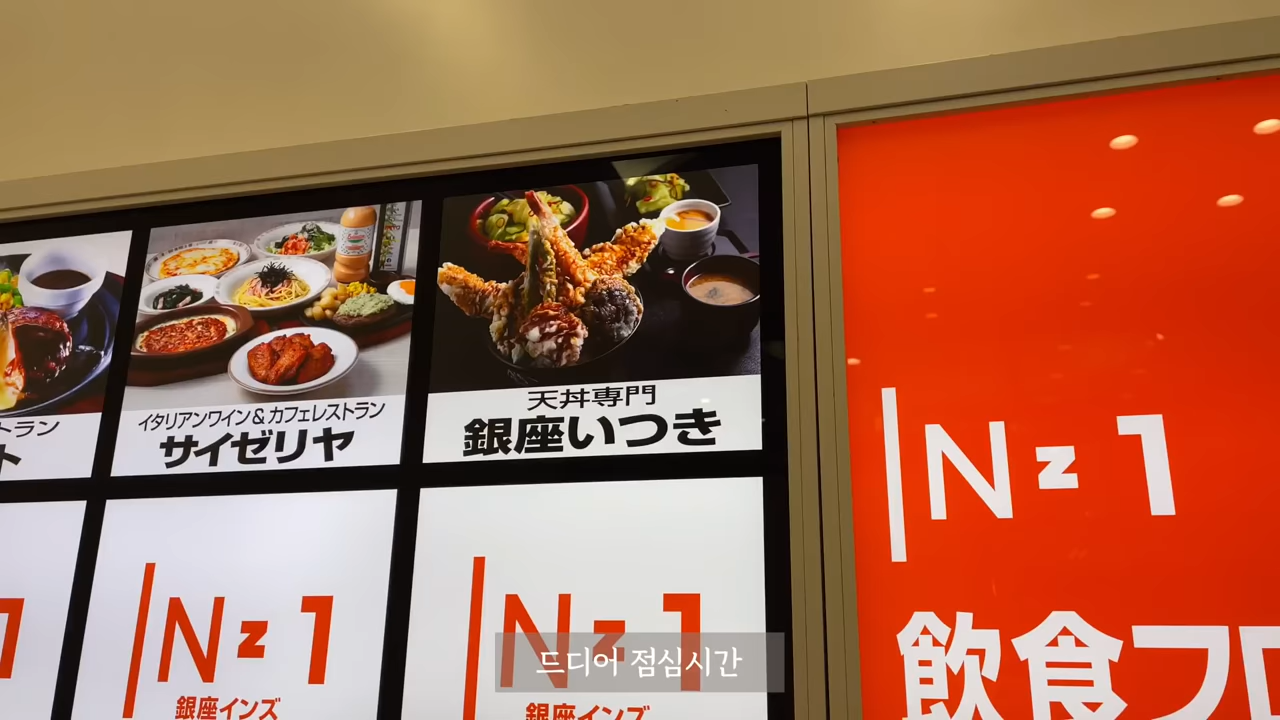 トラン
ト
イタリアンワイン&カフェレストラン
サイゼリヤ
天丼専門
銀座いつき
INz 1
銀座インズ
INz 1
銀座インズ
INz 1
飲食フロ
드디어 점심시간